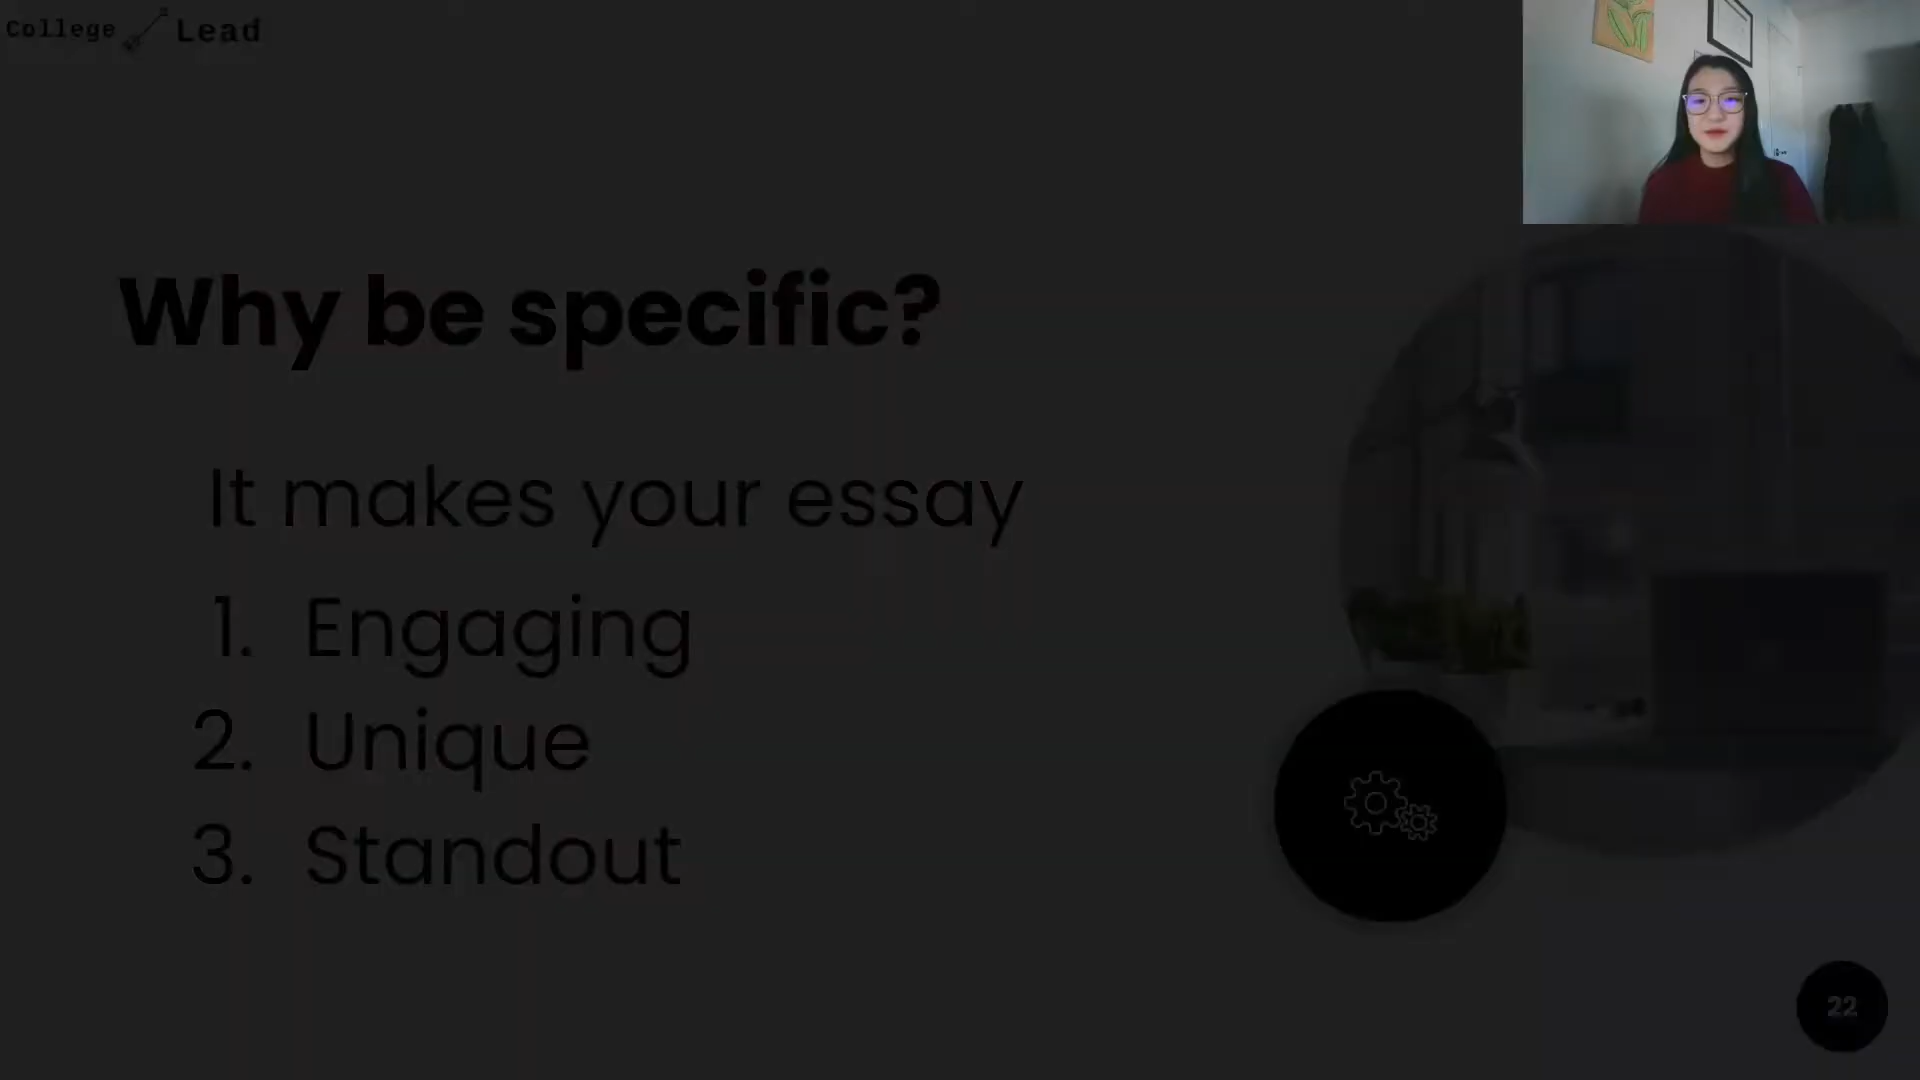 College Lead
Why be specific?
It makes your essay
1. Engaging
2. Unique
3. Standout
22